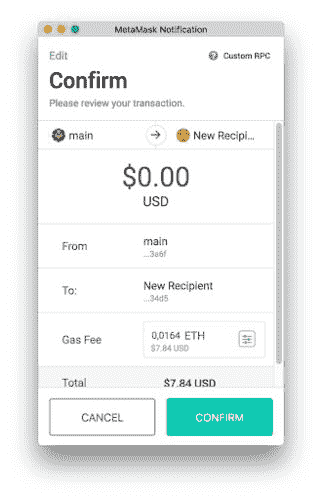 MetaMask Notification
Edit
Custom RPC
Confirm
Please review your transaction.
main
New Recipi...
$0.00
USD
From
main
...3a6f
To:
New Recipient
...34d5
Gas Fee
0,0164 ETH
$7.84 USD
Total
$7.84 USD
CANCEL
CONFIRM